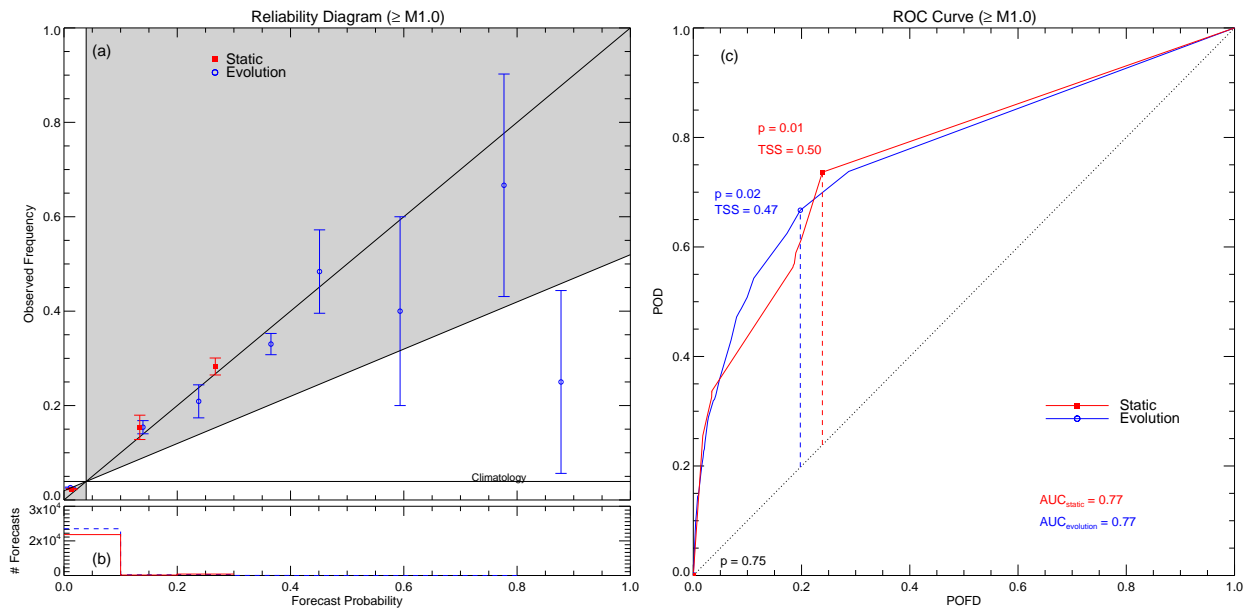 Reliability Diagram (≥ M1.0)
(a)
Static
Evolution
Observed Frequency
1.0
0.8
0.6
0.4
0.2
0.0
Climatology
# Forecasts
3x10^4
2x10^4
0
(b)
0.0 0.2 0.4 0.6 0.8 1.0
Forecast Probability
ROC Curve (≥ M1.0)
(c)
p = 0.01
TSS = 0.50
p = 0.02
TSS = 0.47
POD
1.0
0.8
0.6
0.4
0.2
0.0
Static
Evolution
AUC_static = 0.77
AUC_evolution = 0.77
p = 0.75
0.0 0.2 0.4 0.6 0.8 1.0
POFD